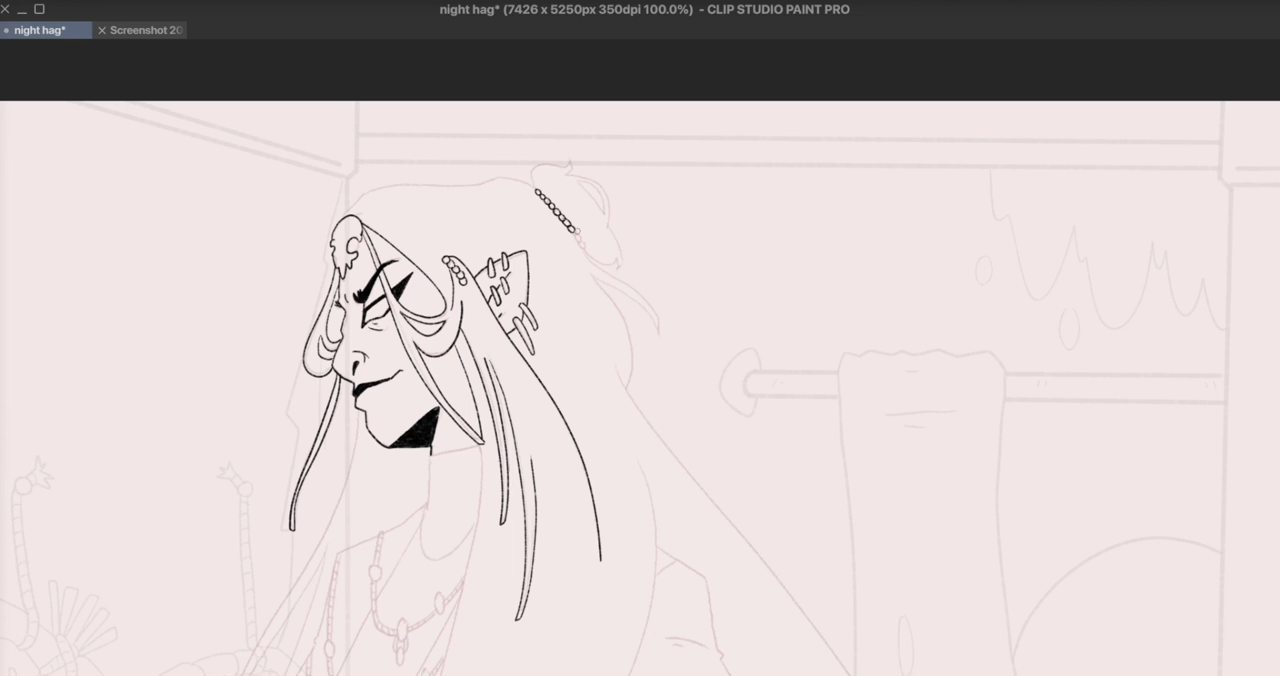 night hag* (7426 x 5250px 350dpi 100.0%) - CLIP STUDIO PAINT PRO
night hag*
Screenshot 20